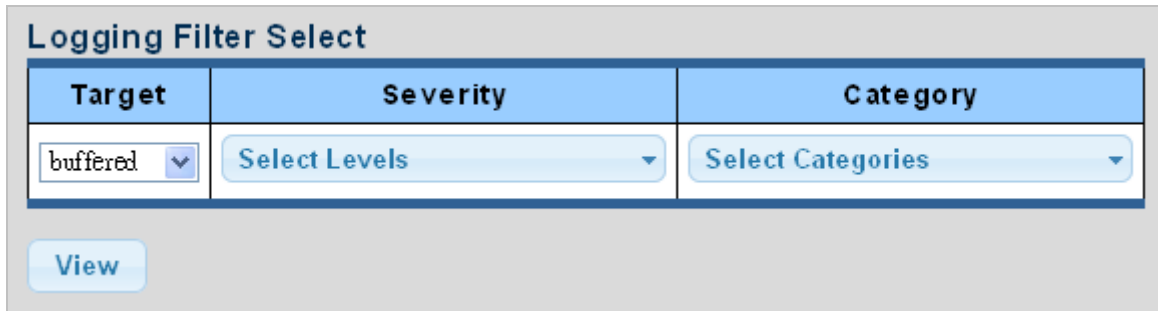 Logging Filter Select
Target Severity Category
buffered Select Levels Select Categories
View